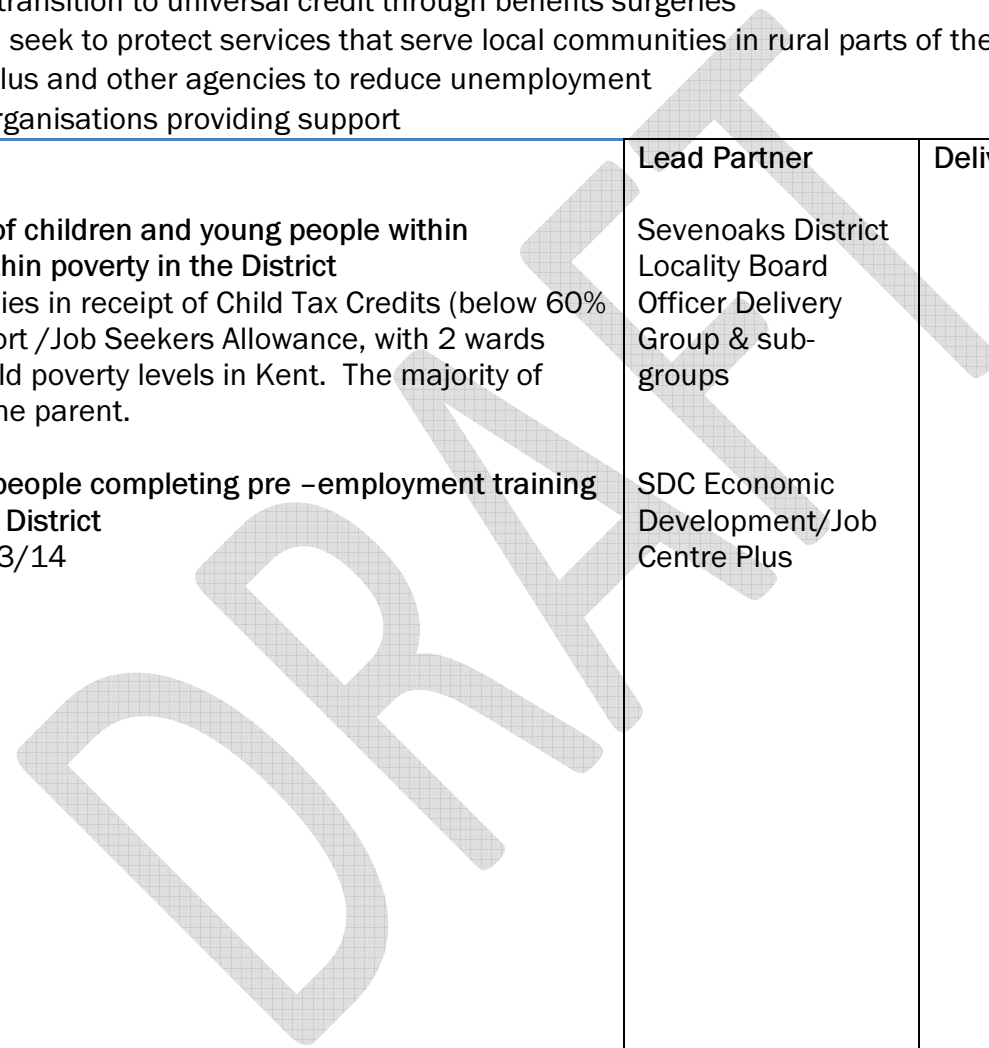 transition to universal credit through benefits surgeries
seek to protect services that serve local communities in rural parts of the
lus and other agencies to reduce unemployment
rganisations providing support
Lead Partner
Deliv
of children and young people within
thin poverty in the District
ies in receipt of Child Tax Credits (below 60%
ort /Job Seekers Allowance, with 2 wards
ld poverty levels in Kent.  The majority of
ne parent.
Sevenoaks District
Locality Board
Officer Delivery
Group & sub-
groups
people completing pre –employment training
District
3/14
SDC Economic
Development/Job
Centre Plus
DRAFT